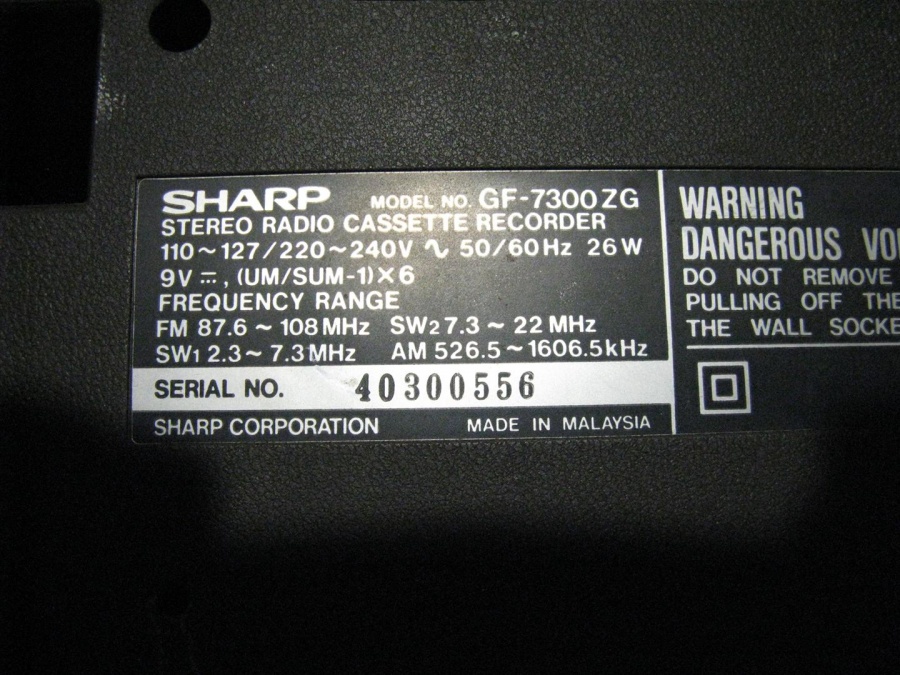 SHARP MODEL NO. GF-7300ZG
STEREO RADIO CASSETTE RECORDER
110~127/220~240V ∿ 50/60Hz 26W
9V ⎓, (UM/SUM-1)×6
FREQUENCY RANGE
FM 87.6 ~ 108MHz SW2 7.3 ~ 22 MHz
SW1 2.3 ~ 7.3MHz AM 526.5 ~ 1606.5kHz
SERIAL NO. 40300556
SHARP CORPORATION MADE IN MALAYSIA
WARNING
DANGEROUS
DO NOT REMOVE
PULLING OFF THE
THE WALL